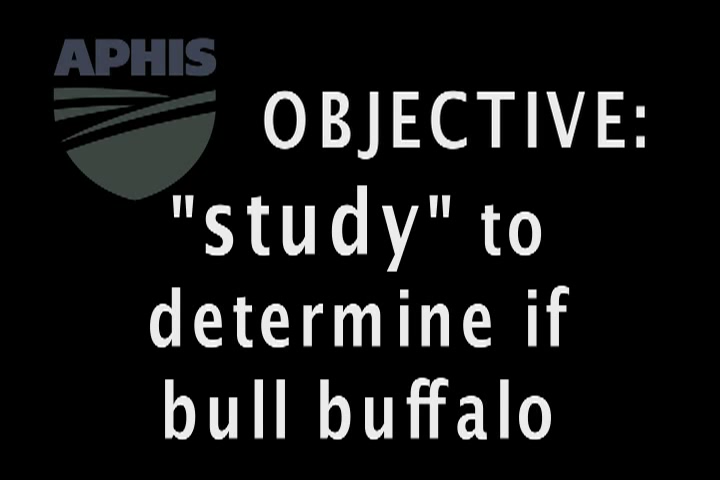 APHIS
OBJECTIVE:
"study" to
determine if
bull buffalo